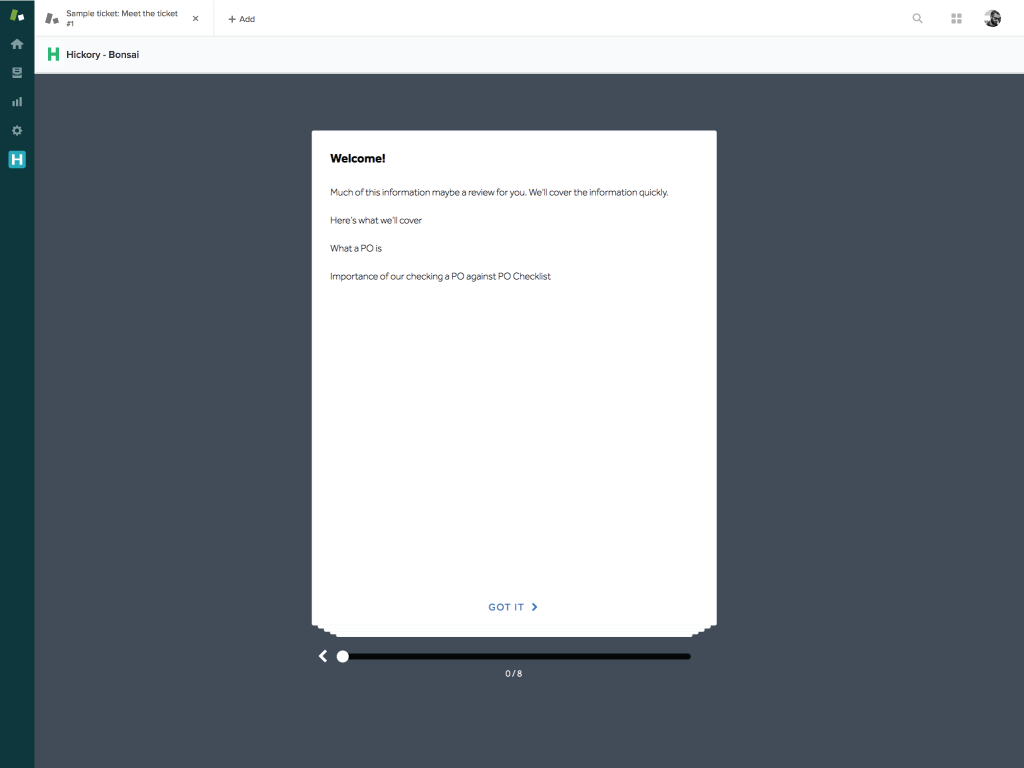 Sample ticket: Meet the ticket
#1
× + Add
H Hickory - Bonsai
H
Welcome!
Much of this information maybe a review for you. We'll cover the information quickly.
Here's what we'll cover
What a PO is
Importance of our checking a PO against PO Checklist
GOT IT >
0 / 8